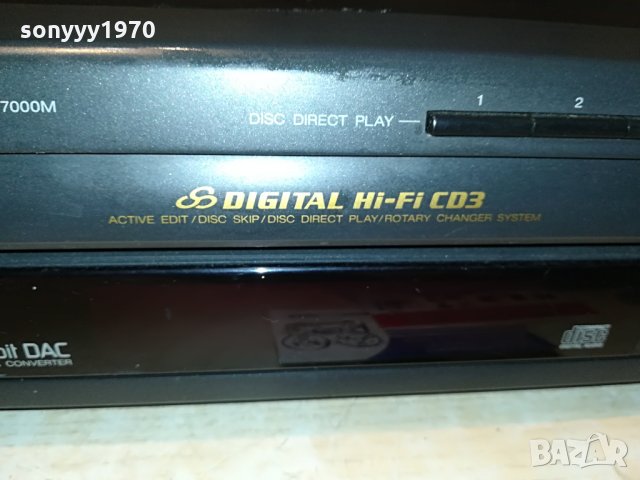 sonyyy1970
7000M
1 2
DISC DIRECT PLAY
DIGITAL Hi-Fi CD3
ACTIVE EDIT/DISC SKIP/DISC DIRECT PLAY/ROTARY CHANGER SYSTEM
bit DAC
CONVERTER
disc
BAZAR